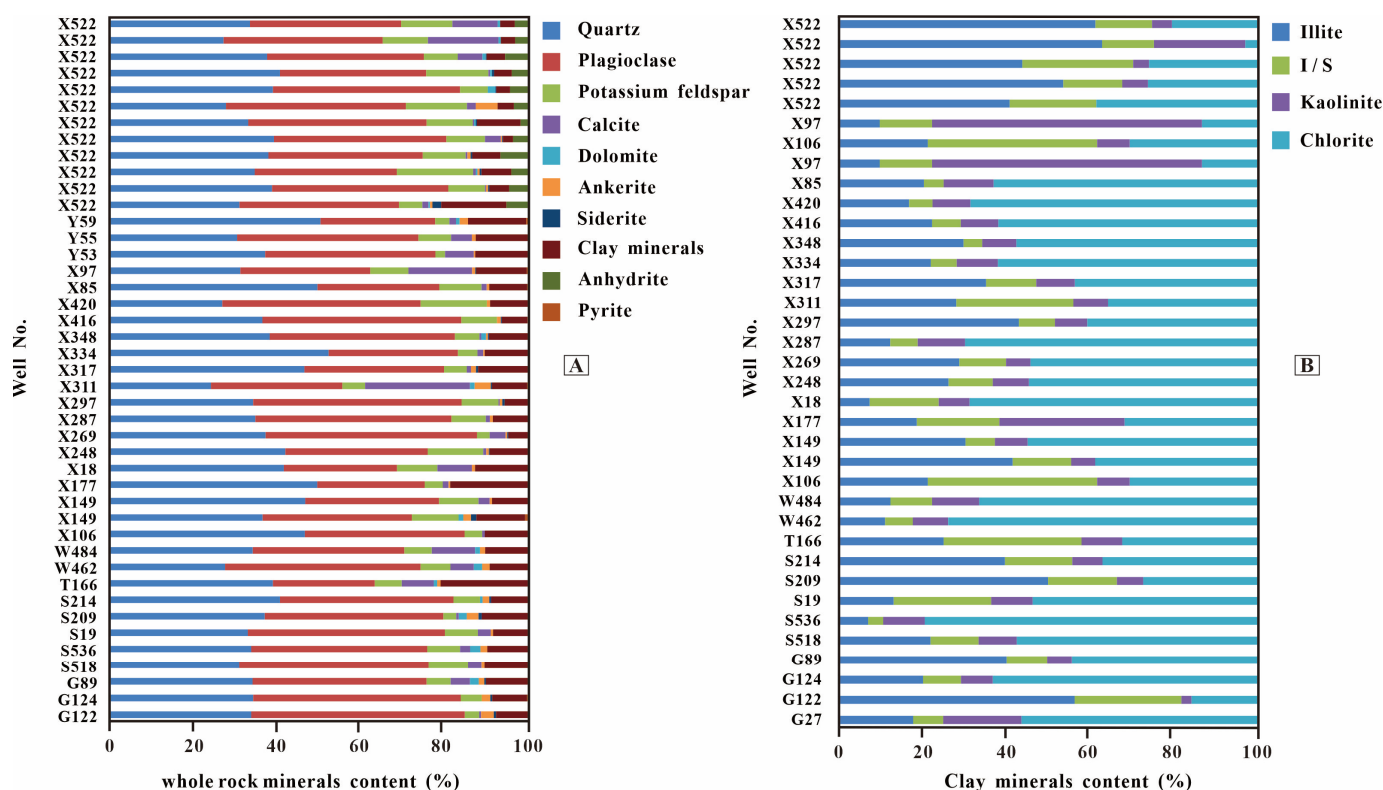 X522
X522
X522
X522
X522
X522
X522
X522
X522
X522
X522
X522
Y59
Y55
Y53
X97
X85
X420
X416
X348
X334
X317
X311
X297
X287
X269
X248
X18
X177
X149
X149
X106
W484
W462
T166
S214
S209
S19
S536
S518
G89
G124
G122
Well No.
0
20
40
60
80
100
whole rock minerals content (%)
Quartz
Plagioclase
Potassium feldspar
Calcite
Dolomite
Ankerite
Siderite
Clay minerals
Anhydrite
Pyrite
A
X522
X522
X522
X522
X522
X97
X106
X97
X85
X420
X416
X348
X334
X317
X311
X297
X287
X269
X248
X18
X177
X149
X149
X106
W484
W462
T166
S214
S209
S19
S536
S518
G89
G124
G122
G27
Well No.
0
20
40
60
80
100
Clay minerals content (%)
Illite
I / S
Kaolinite
Chlorite
B